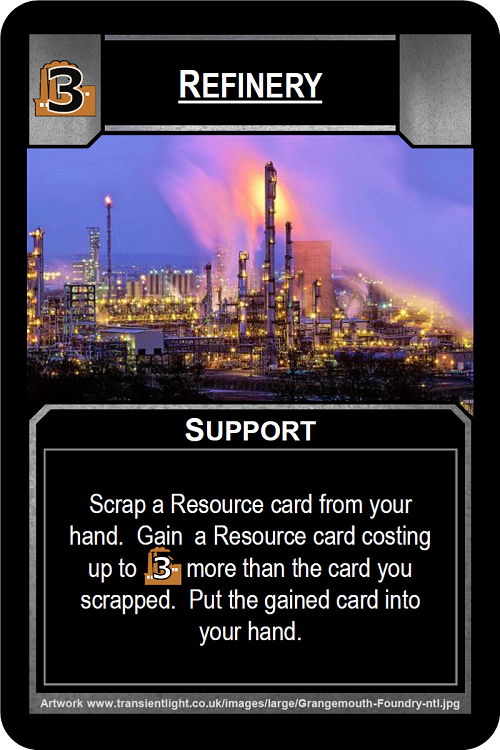 3
REFINERY
SUPPORT
Scrap a Resource card from your
hand.  Gain  a Resource card costing
up to 3 more than the card you
scrapped.  Put the gained card into
your hand.
Artwork www.transientlight.co.uk/images/large/Grangemouth-Foundry-ntl.jpg